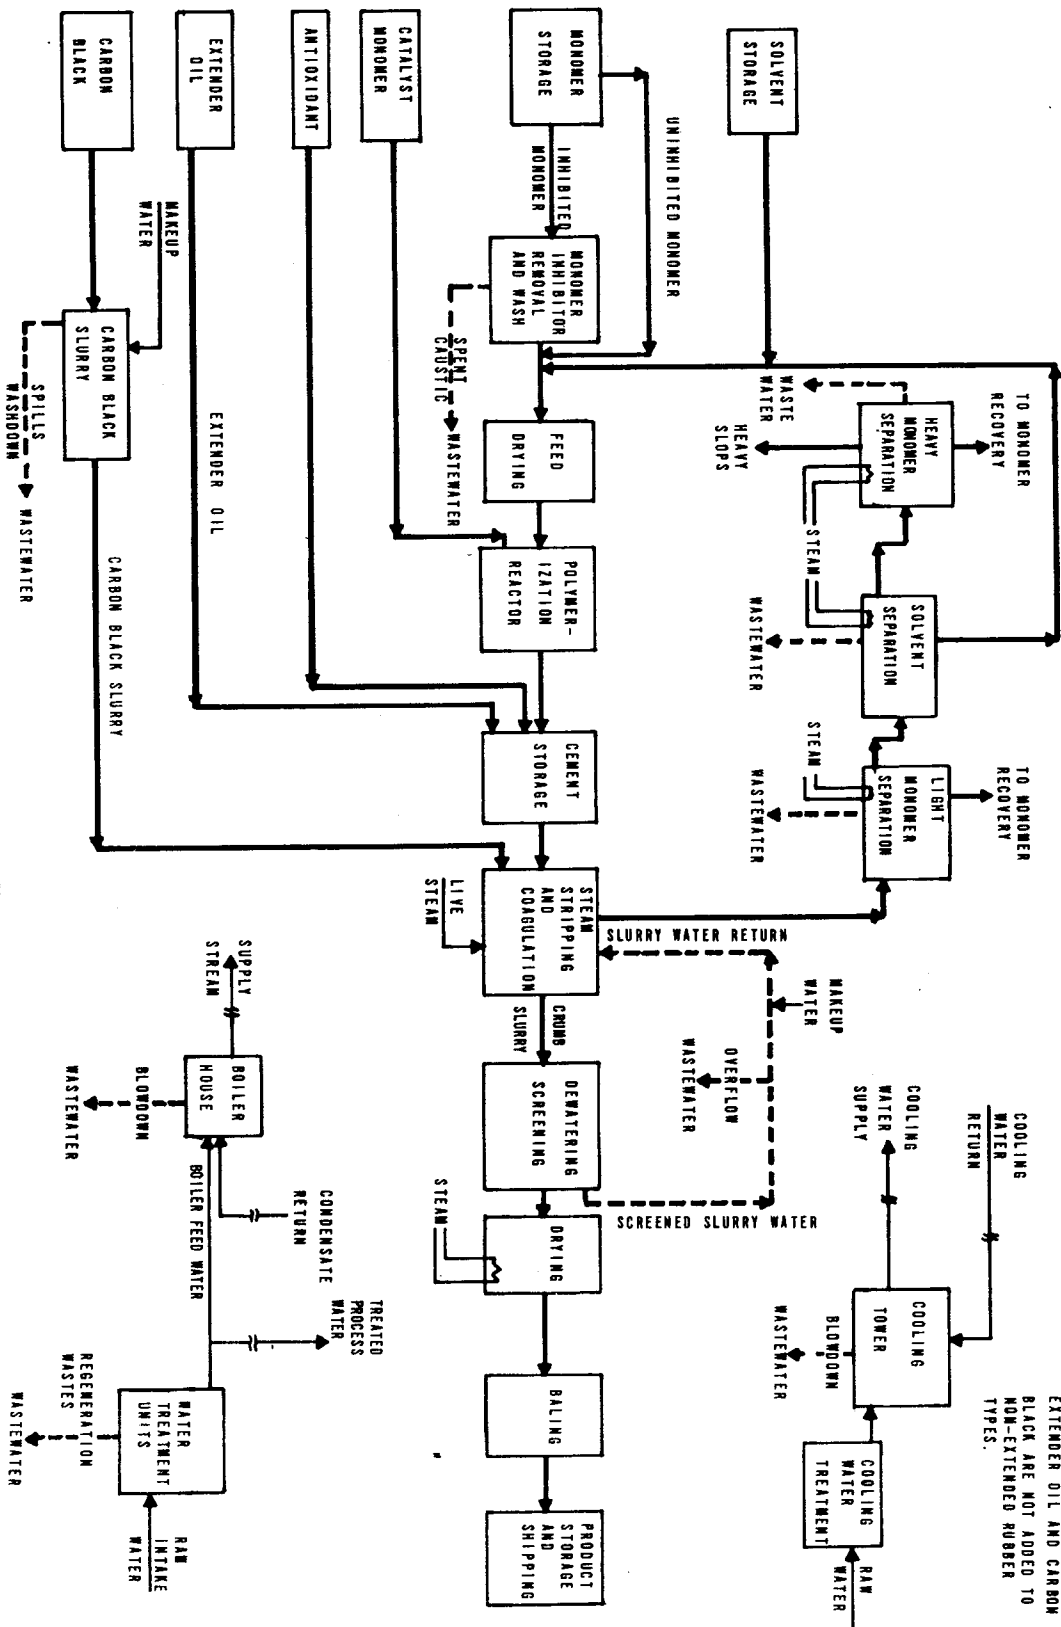 EXTENDER OIL AND CARBON
BLACK ARE NOT ADDED TO
NON-EXTENDED RUBBER
TYPES.
TO MONOMER
RECOVERY
TO MONOMER
RECOVERY
COOLING
WATER
RETURN
SOLVENT
STORAGE
HEAVY
MONOMER
SEPARATION
SOLVENT
SEPARATION
LIGHT
MONOMER
SEPARATION
COOLING
WATER
SUPPLY
COOLING
TOWER
COOLING
WATER
TREATMENT
RAW
WATER
WASTE
WATER
HEAVY
SLOPS
STEAM
WASTEWATER
STEAM
WASTEWATER
MAKEUP
WATER
BLOWDOWN
WASTEWATER
UNINHIBITED MONOMER
SLURRY WATER RETURN
OVERFLOW
WASTEWATER
SCREENED SLURRY WATER
MONOMER
STORAGE
INHIBITED
MONOMER
MONOMER
INHIBITOR
REMOVAL
AND WASH
FEED
DRYING
POLYMER-
IZATION
REACTOR
CEMENT
STORAGE
STEAM
STRIPPING
AND
COAGULATION
CRUMB
SLURRY
DEWATERING
SCREENING
DRYING
BALING
PRODUCT
STORAGE
AND
SHIPPING
SPENT
CAUSTIC
WASTEWATER
LIVE
STEAM
STEAM
CATALYST
MONOMER
ANTIOXIDANT
EXTENDER
OIL
EXTENDER OIL
CARBON
BLACK
MAKEUP
WATER
CARBON BLACK
SLURRY
SPILLS
WASHDOWN
WASTEWATER
CARBON BLACK SLURRY
SUPPLY
STREAM
BOILER
HOUSE
BLOWDOWN
WASTEWATER
CONDENSATE
RETURN
BOILER FEED WATER
TREATED
PROCESS
WATER
WATER
TREATMENT
UNITS
REGENERATION
WASTES
WASTEWATER
RAW
INTAKE
WATER